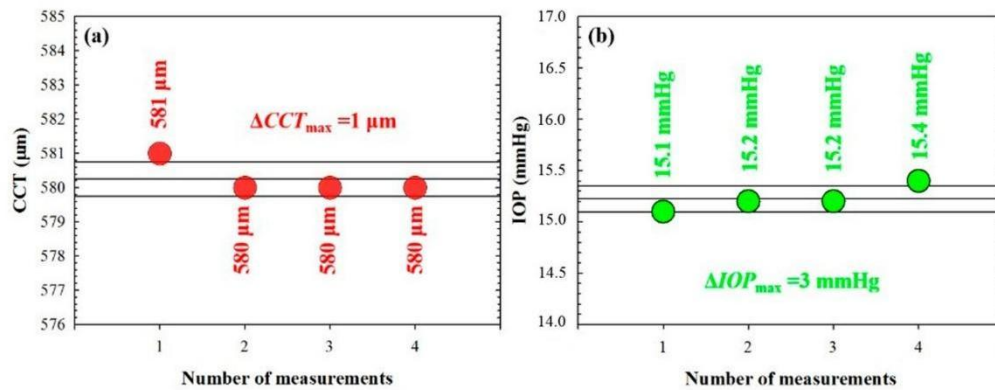 (a)
585
584
583
582
581
580
579
578
577
576
CCT (μm)
581 μm
ΔCCTmax =1 μm
580 μm
580 μm
580 μm
1
2
3
4
Number of measurements
(b)
17.0
16.5
16.0
15.5
15.0
14.5
14.0
IOP (mmHg)
15.1 mmHg
15.2 mmHg
15.2 mmHg
15.4 mmHg
ΔIOPmax =3 mmHg
1
2
3
4
Number of measurements